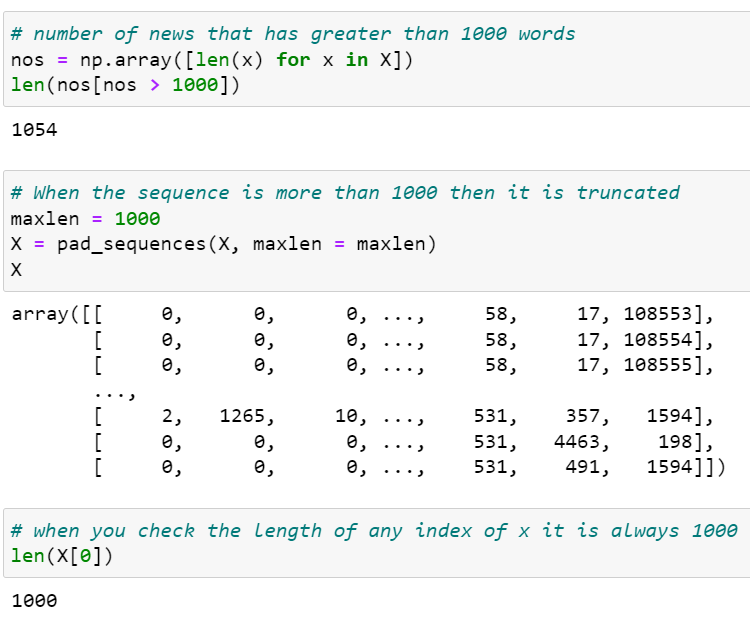 # number of news that has greater than 1000 words
nos = np.array([len(x) for x in X])
len(nos[nos > 1000])
1054
# When the sequence is more than 1000 then it is truncated
maxlen = 1000
X = pad_sequences(X, maxlen = maxlen)
X
array([[     0,      0,      0, ...,     58,     17, 108553],
       [     0,      0,      0, ...,     58,     17, 108554],
       [     0,      0,      0, ...,     58,     17, 108555],
       ...,
       [     2,   1265,     10, ...,    531,    357,   1594],
       [     0,      0,      0, ...,    531,   4463,    198],
       [     0,      0,      0, ...,    531,    491,   1594]])
# when you check the length of any index of x it is always 1000
len(X[0])
1000